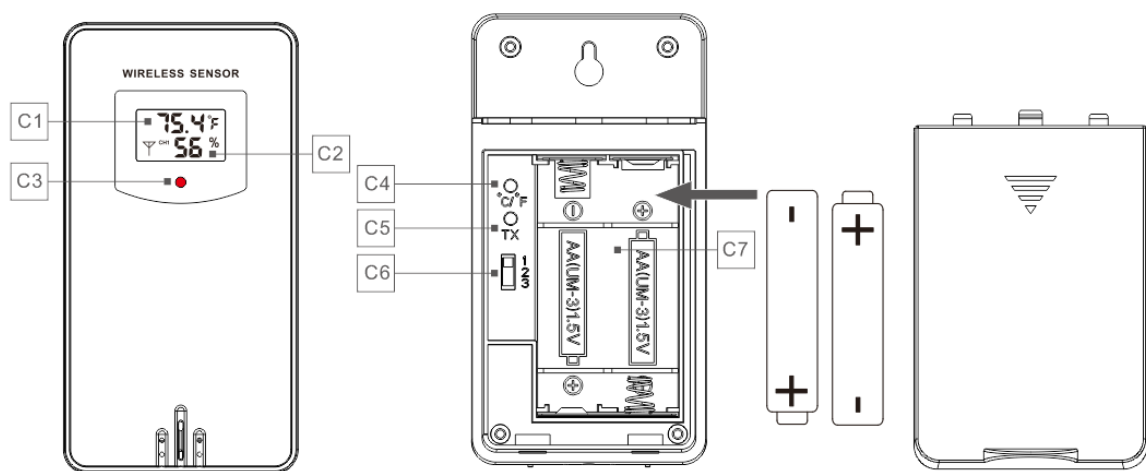 WIRELESS SENSOR
C1
75.4°F
CH1 56 %
C2
C3
C4
°C/°F
C5
TX
C6
1
2
3
C7
AA(UM-3)1.5V
AA(UM-3)1.5V
- +
+ -